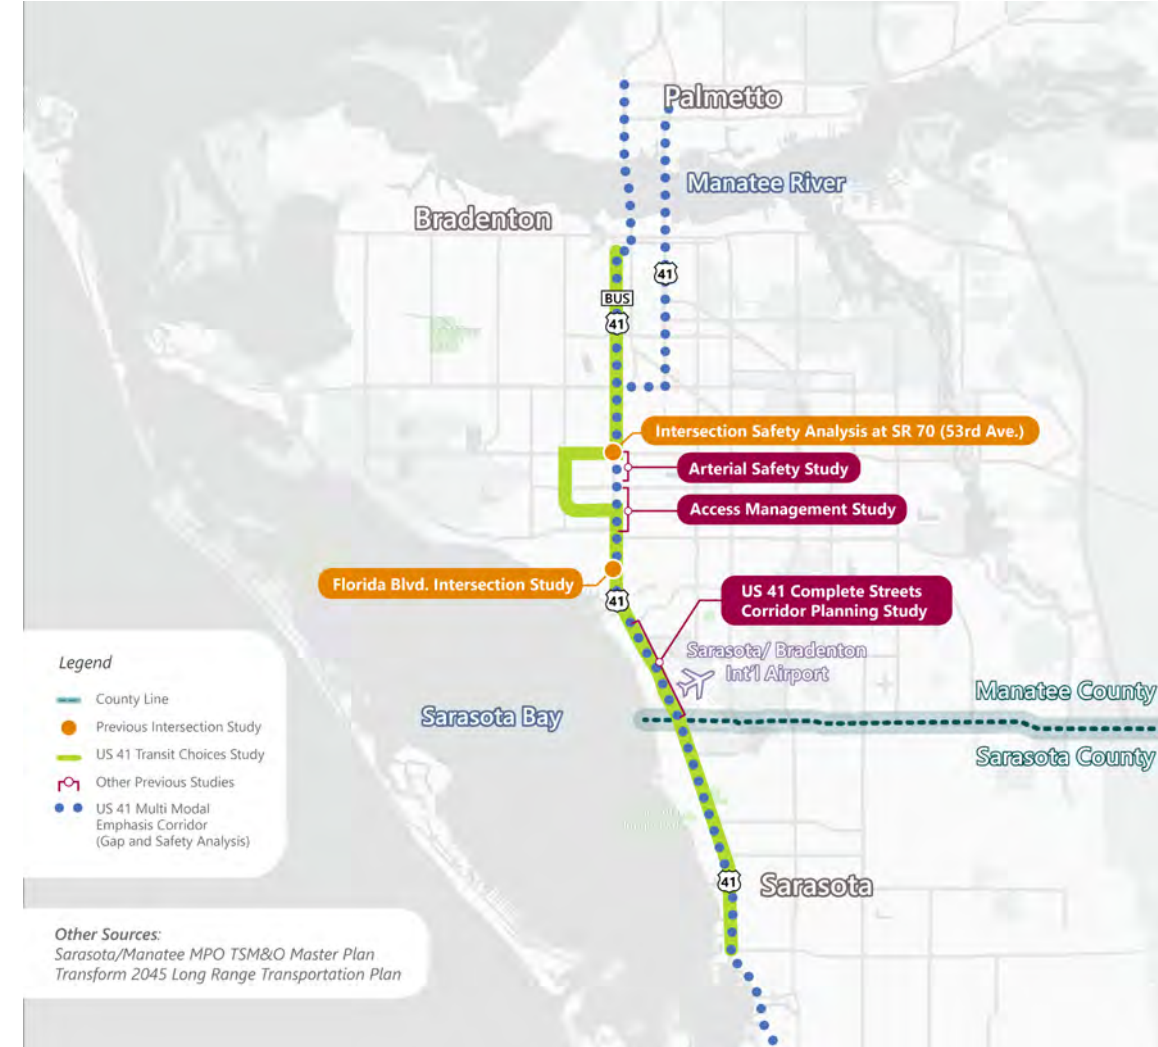 Palmetto
Manatee River
Bradenton
41
BUS
41
Intersection Safety Analysis at SR 70 (53rd Ave.)
Arterial Safety Study
Access Management Study
Florida Blvd. Intersection Study
41
US 41 Complete Streets
Corridor Planning Study
Sarasota/ Bradenton
Int'l Airport
Manatee County
Sarasota Bay
Sarasota County
41
Sarasota
Legend
County Line
Previous Intersection Study
US 41 Transit Choices Study
Other Previous Studies
US 41 Multi Modal
Emphasis Corridor
(Gap and Safety Analysis)
Other Sources:
Sarasota/Manatee MPO TSM&O Master Plan
Transform 2045 Long Range Transportation Plan